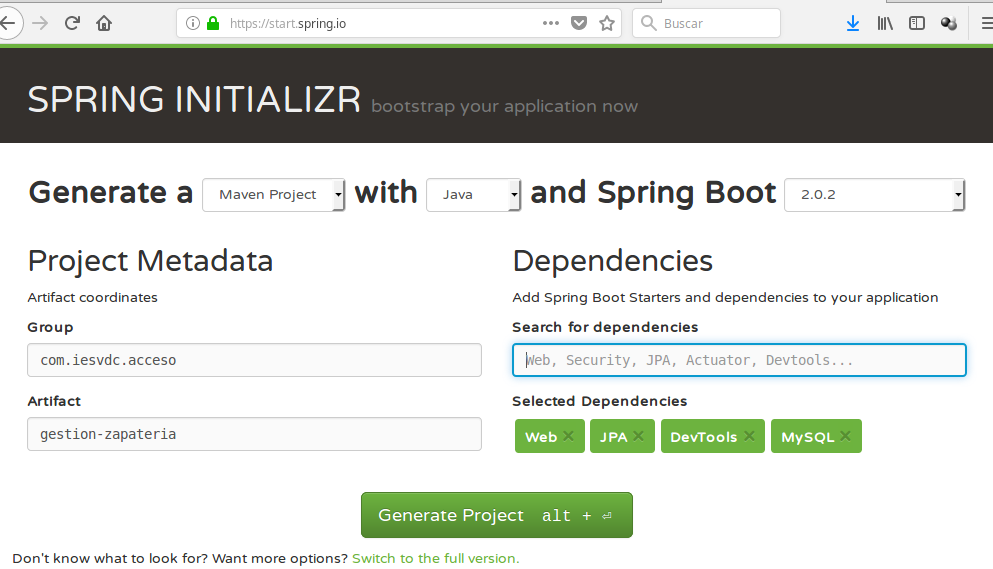 https://start.spring.io
Buscar
SPRING INITIALIZR bootstrap your application now
Generate a Maven Project with Java and Spring Boot 2.0.2
Project Metadata
Artifact coordinates
Group
com.iesvdc.acceso
Artifact
gestion-zapateria
Dependencies
Add Spring Boot Starters and dependencies to your application
Search for dependencies
Web, Security, JPA, Actuator, Devtools...
Selected Dependencies
Web × JPA × DevTools × MySQL ×
Generate Project alt + ⏎
Don't know what to look for? Want more options? Switch to the full version.